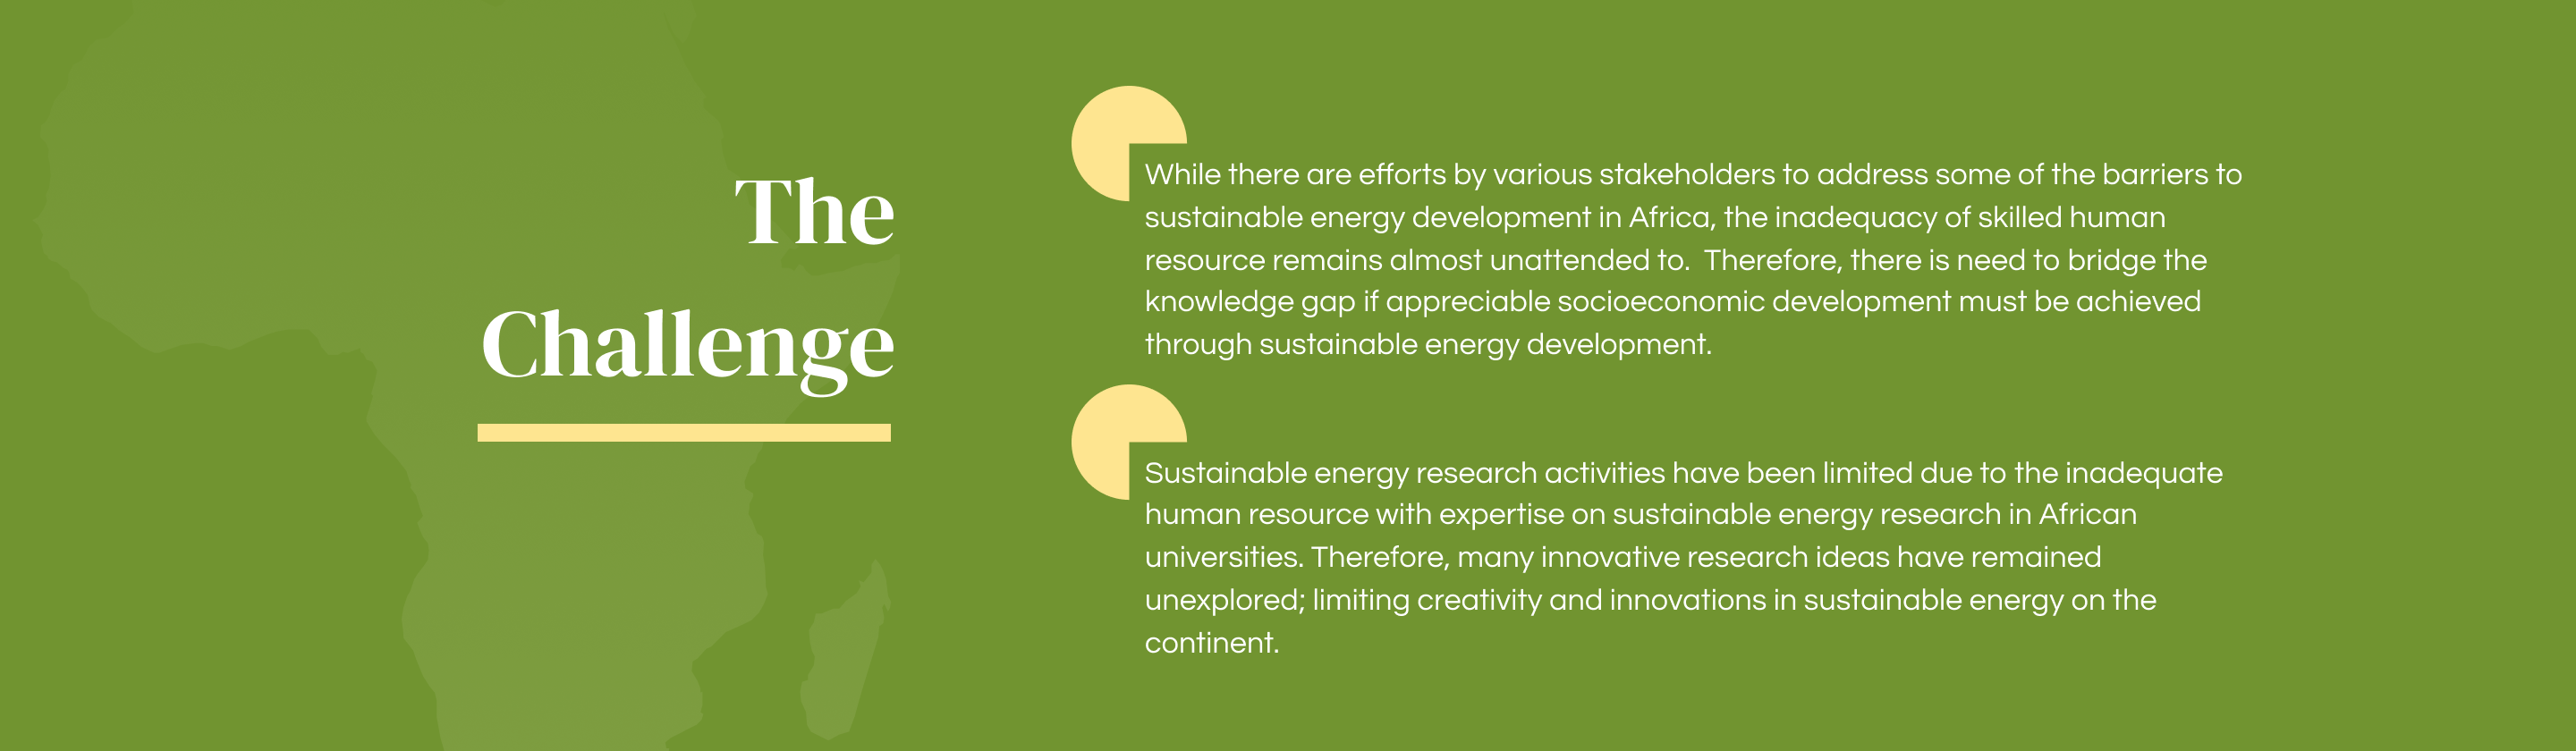 The
Challenge
While there are efforts by various stakeholders to address some of the barriers to
sustainable energy development in Africa, the inadequacy of skilled human
resource remains almost unattended to.  Therefore, there is need to bridge the
knowledge gap if appreciable socioeconomic development must be achieved
through sustainable energy development.
Sustainable energy research activities have been limited due to the inadequate
human resource with expertise on sustainable energy research in African
universities. Therefore, many innovative research ideas have remained
unexplored; limiting creativity and innovations in sustainable energy on the
continent.